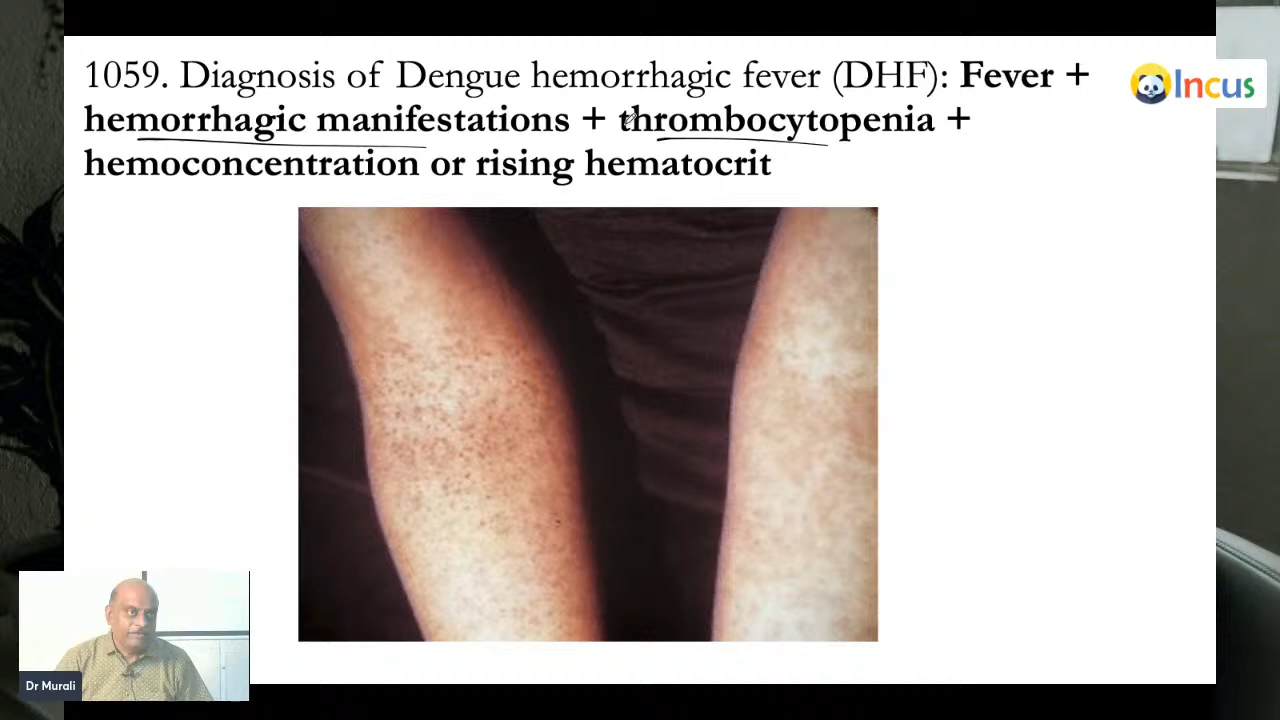 1059. Diagnosis of Dengue hemorrhagic fever (DHF): Fever +
hemorrhagic manifestations + thrombocytopenia +
hemoconcentration or rising hematocrit
Incus
Dr Murali